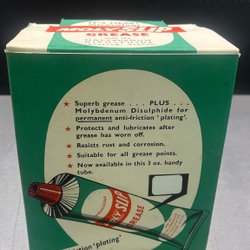 MOLYSLIP
GREASE
★ Superb grease . . . PLUS . . .
Molybdenum Disulphide for
permanent anti-friction 'plating'.
★ Protects and lubricates after
grease has worn off.
★ Resists rust and corrosion.
★ Suitable for all grease points.
★ Now available in this 3 oz. handy
tube.
SLIP
GREASE
'plating'